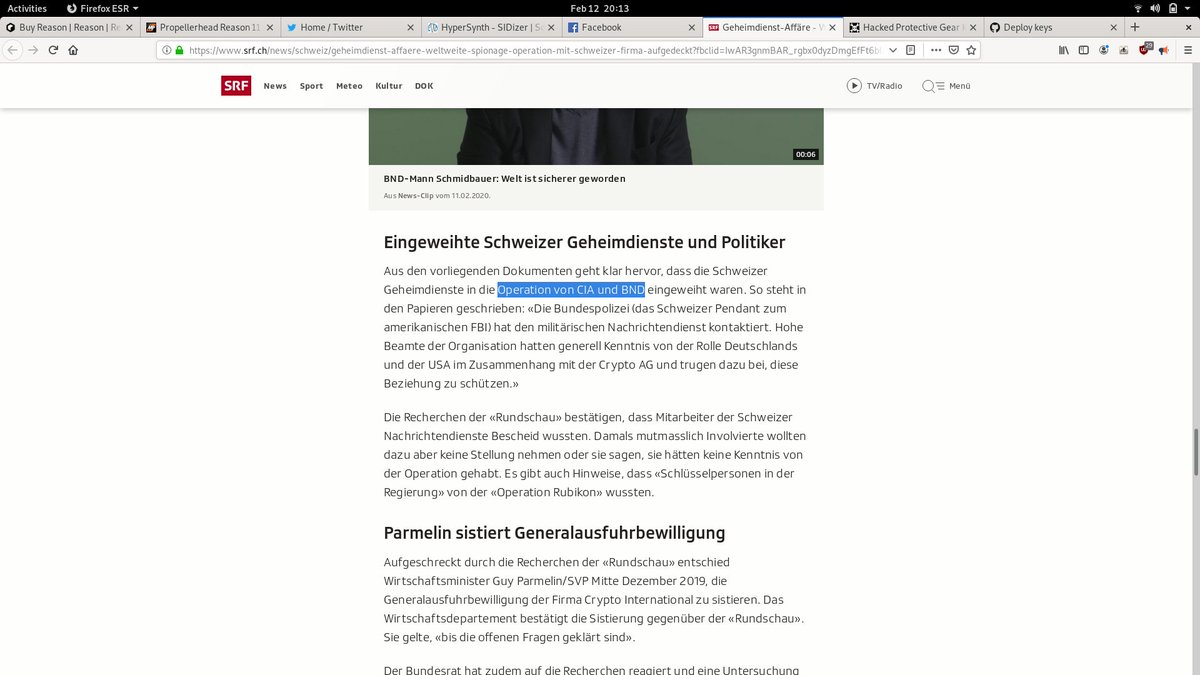 Activities Firefox ESR Feb 12 20:13
Buy Reason | Reason | Re Propellerhead Reason 11 Home / Twitter HyperSynth - SIDizer | S Facebook Geheimdienst-Affäre - W Hacked Protective Gear Deploy keys
https://www.srf.ch/news/schweiz/geheimdienst-affaere-weltweite-spionage-operation-mit-schweizer-firma-aufgedeckt?fbclid=
SRF News Sport Meteo Kultur DOK TV/Radio Menü
00:06
BND-Mann Schmidbauer: Welt ist sicherer geworden
Aus News-Clip vom 11.02.2020.
Eingeweihte Schweizer Geheimdienste und Politiker
Aus den vorliegenden Dokumenten geht klar hervor, dass die Schweizer
Geheimdienste in die Operation von CIA und BND eingeweiht waren. So steht in
den Papieren geschrieben: «Die Bundespolizei (das Schweizer Pendant zum
amerikanischen FBI) hat den militärischen Nachrichtendienst kontaktiert. Hohe
Beamte der Organisation hatten generell Kenntnis von der Rolle Deutschlands
und der USA im Zusammenhang mit der Crypto AG und trugen dazu bei, diese
Beziehung zu schützen.»
Die Recherchen der «Rundschau» bestätigen, dass Mitarbeiter der Schweizer
Nachrichtendienste Bescheid wussten. Damals mutmasslich Involvierte wollten
dazu aber keine Stellung nehmen oder sie sagen, sie hätten keine Kenntnis von
der Operation gehabt. Es gibt auch Hinweise, dass «Schlüsselpersonen in der
Regierung» von der «Operation Rubikon» wussten.
Parmelin sistiert Generalausfuhrbewilligung
Aufgeschreckt durch die Recherchen der «Rundschau» entschied
Wirtschaftsminister Guy Parmelin/SVP Mitte Dezember 2019, die
Generalausfuhrbewilligung der Firma Crypto International zu sistieren. Das
Wirtschaftsdepartement bestätigt die Sistierung gegenüber der «Rundschau».
Sie gelte, «bis die offenen Fragen geklärt sind».
Der Bundesrat hat zudem auf die Recherchen reagiert und eine Untersuchung